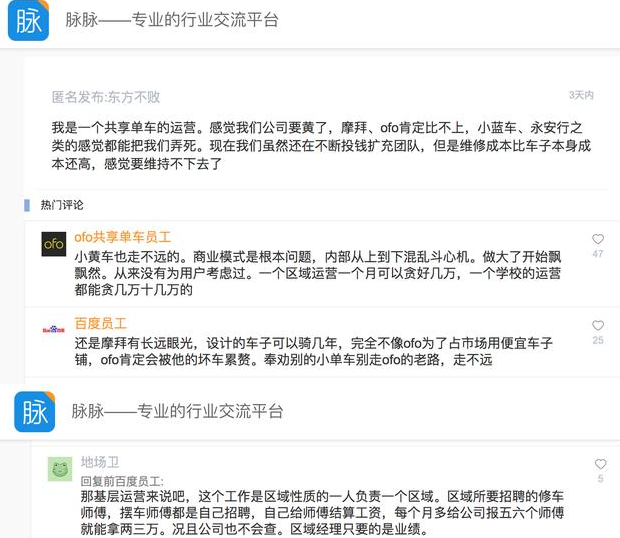 脉 脉脉——专业的行业交流平台
匿名发布:东方不败 3天内
我是一个共享单车的运营。感觉我们公司要黄了，摩拜、ofo肯定比不上，小蓝车、永安行之
类的感觉都能把我们弄死。现在我们虽然还在不断投钱扩充团队，但是维修成本比车子本身成
本还高，感觉要维持不下去了
热门评论
ofo ofo共享单车员工
小黄车也走不远的。商业模式是根本问题，内部从上到下混乱斗心机。做大了开始飘
飘然。从来没有为用户考虑过。一个区域运营一个月可以贪好几万，一个学校的运营
都能贪几万十几万的
47
Bai百度 百度员工
还是摩拜有长远眼光，设计的车子可以骑几年，完全不像ofo为了占市场用便宜车子
铺，ofo肯定会被他的坏车累赘。奉劝别的小单车别走ofo的老路，走不远
25
脉 脉脉——专业的行业交流平台
地场卫
回复前百度员工:
那基层运营来说吧，这个工作是区域性质的一人负责一个区域。区域所要招聘的修车
师傅，摆车师傅都是自己招聘，自己给师傅结算工资，每个月多给公司报五六个师傅
就能拿两三万。况且公司也不会查。区域经理只要的是业绩。
5